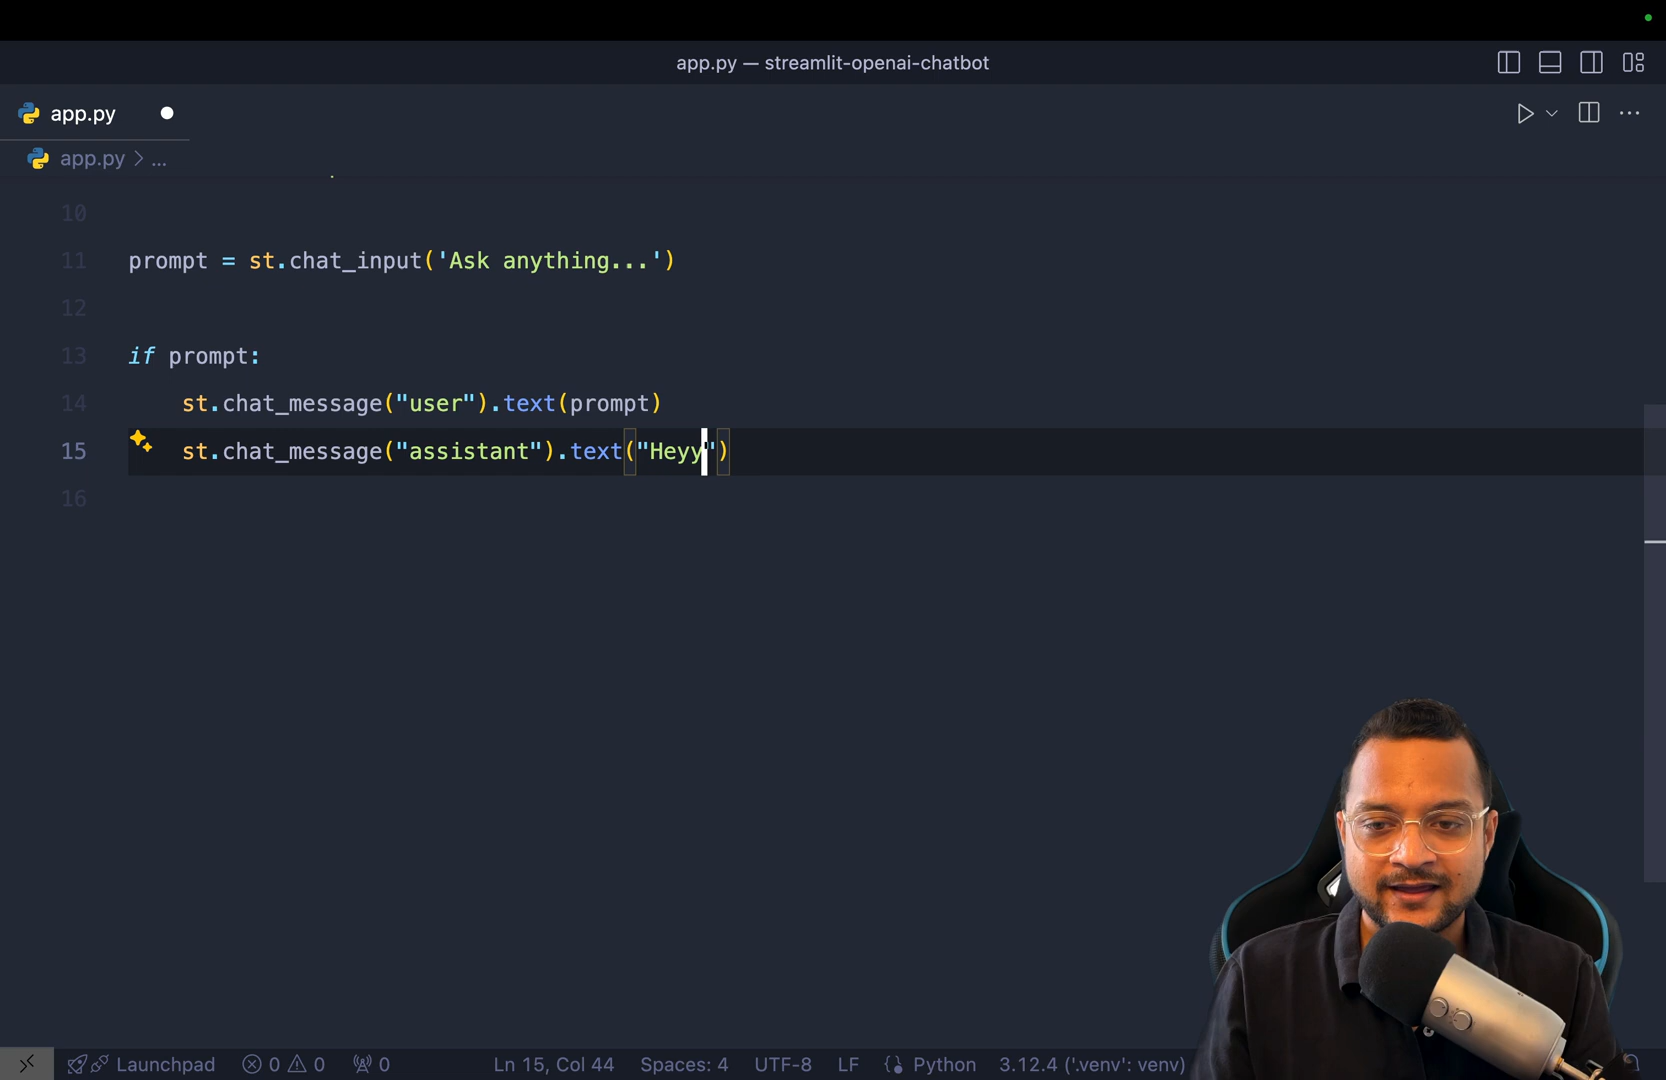 app.py — streamlit-openai-chatbot
app.py
app.py > ...
10
11 prompt = st.chat_input('Ask anything...')
12
13 if prompt:
14 st.chat_message("user").text(prompt)
15 st.chat_message("assistant").text("Heyy")
16
Launchpad 0 0 0 Ln 15, Col 44 Spaces: 4 UTF-8 LF Python 3.12.4 ('.venv': venv)